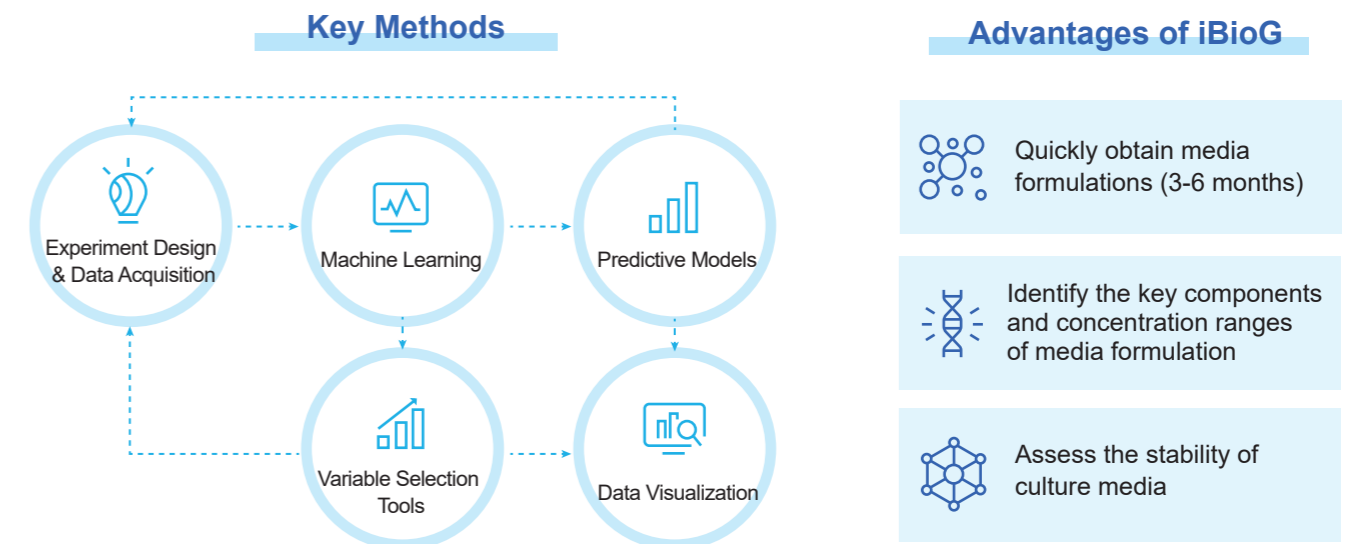 Key Methods
Experiment Design
& Data Acquisition
Machine Learning
Predictive Models
Variable Selection
Tools
Data Visualization
Advantages of iBioG
Quickly obtain media
formulations (3-6 months)
Identify the key components
and concentration ranges
of media formulation
Assess the stability of
culture media